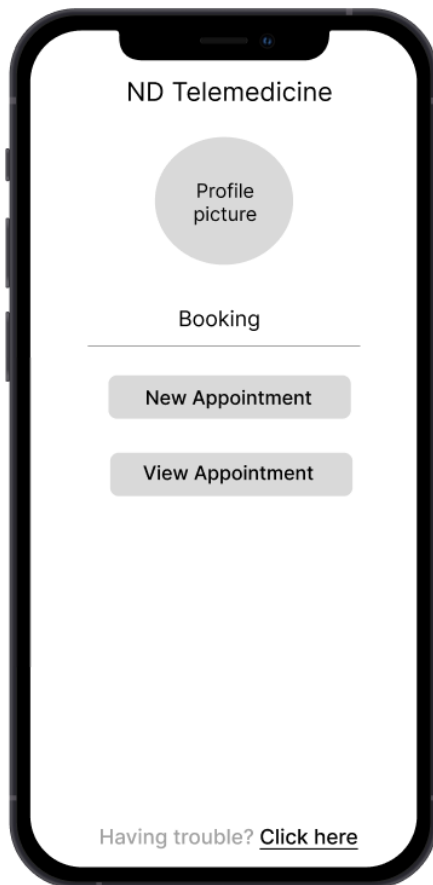 ND Telemedicine
Profile
picture
Booking
New Appointment
View Appointment
Having trouble? Click here